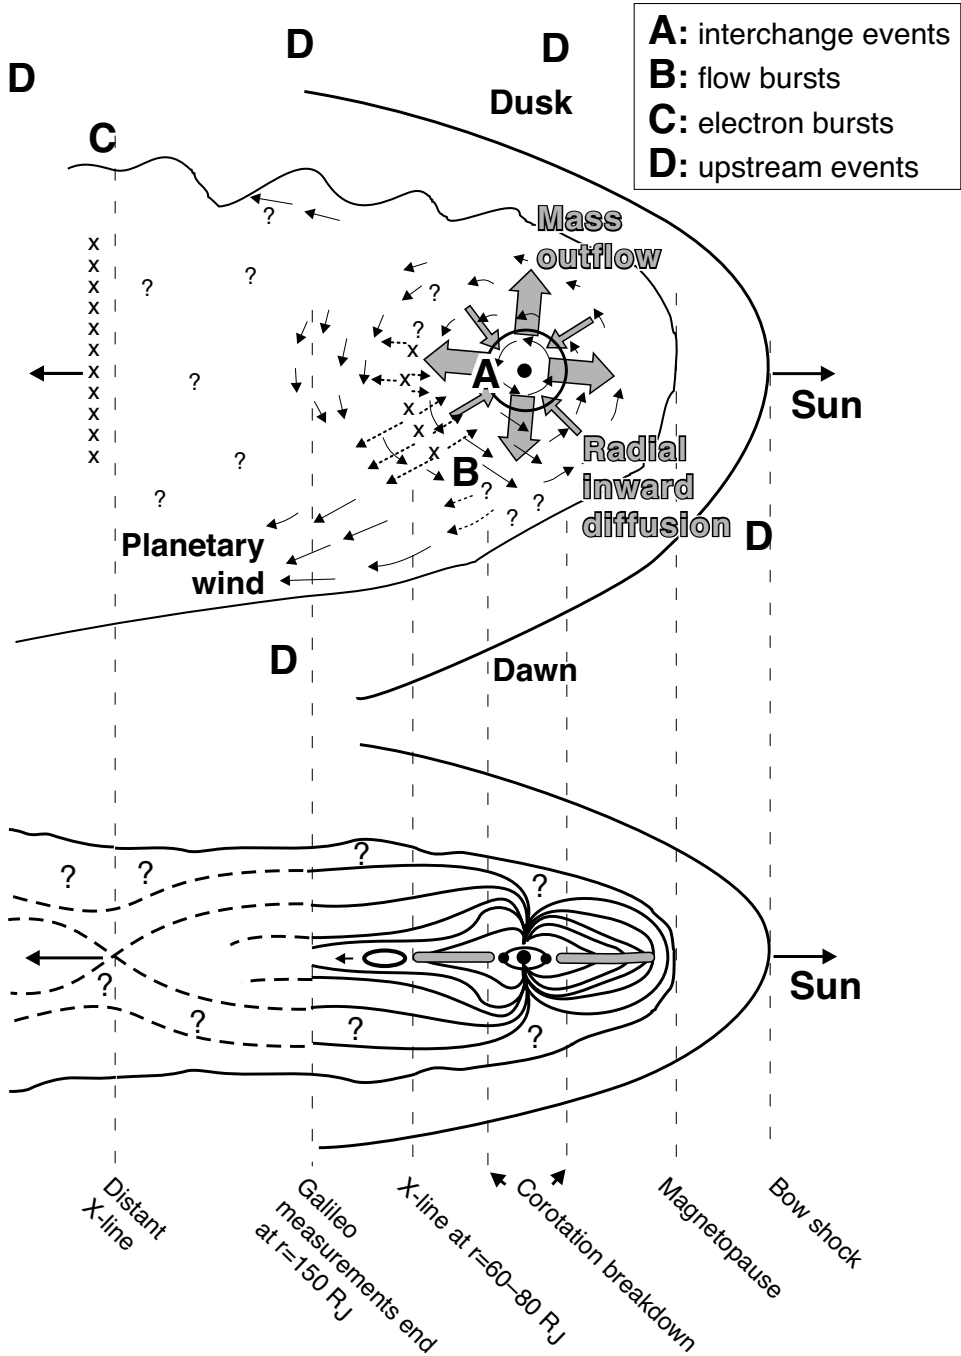 A: interchange events
B: flow bursts
C: electron bursts
D: upstream events
D
D
D
Dusk
C
?
Mass
outflow
x
x
x
x
x
x
x
x
x
x
x
?
?
?
?
x
A
x
x
x
x
Sun
?
?
?
B
?
?
?
Radial
inward
diffusion
D
Planetary
wind
D
Dawn
?
?
?
?
?
?
?
?
Sun
Distant
X-line
Galileo
measurements end
at r=150 RJ
X-line at r=60–80 RJ
Corotation breakdown
Magnetopause
Bow shock